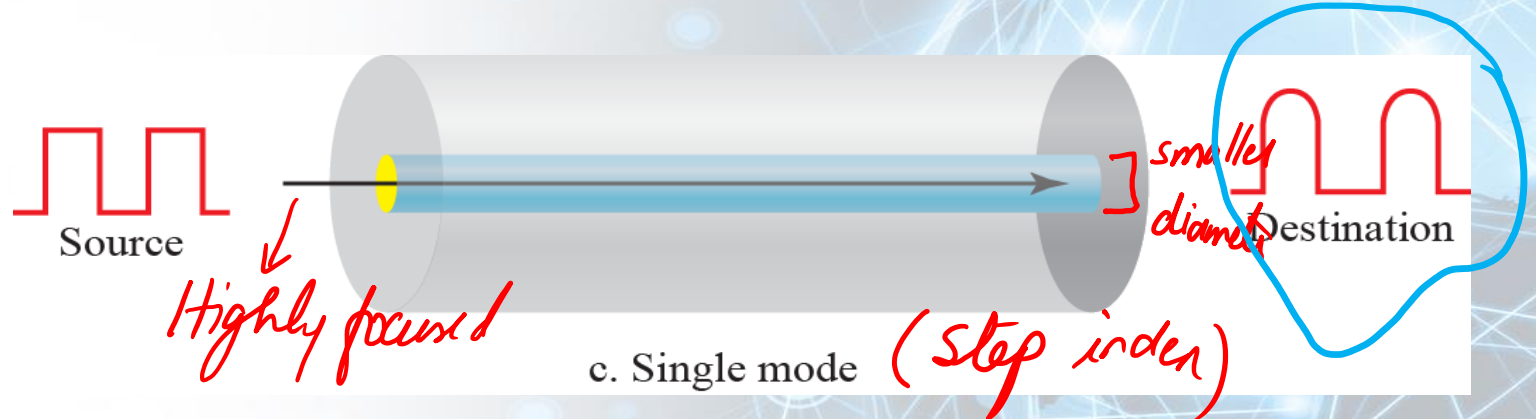 smaller
diameter
Source
Destination
Highly focused
c. Single mode (Step index)